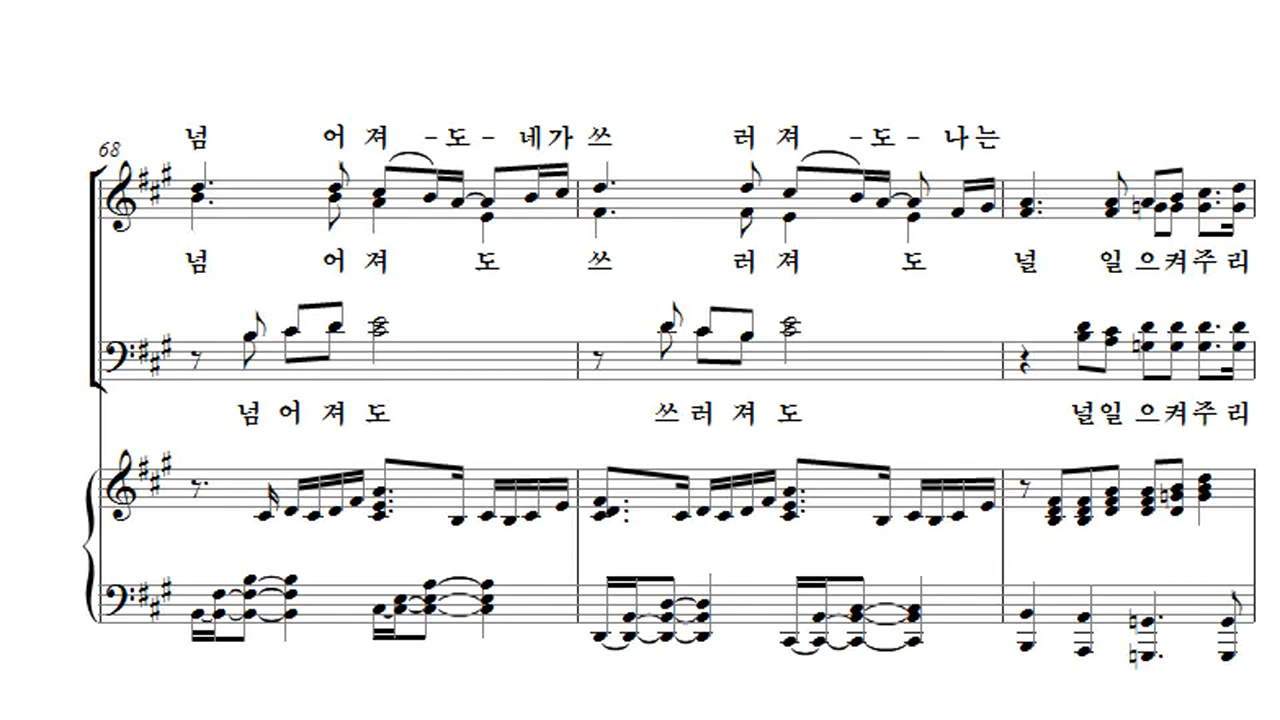 넘 어 져 - 도 - 네 가 쓰 러 져 - 도 - 나 는
68
넘 어 져 도 쓰 러 져 도 널 일 으 켜 주 리
넘 어 져 도 쓰 러 져 도 널 일 으 켜 주 리